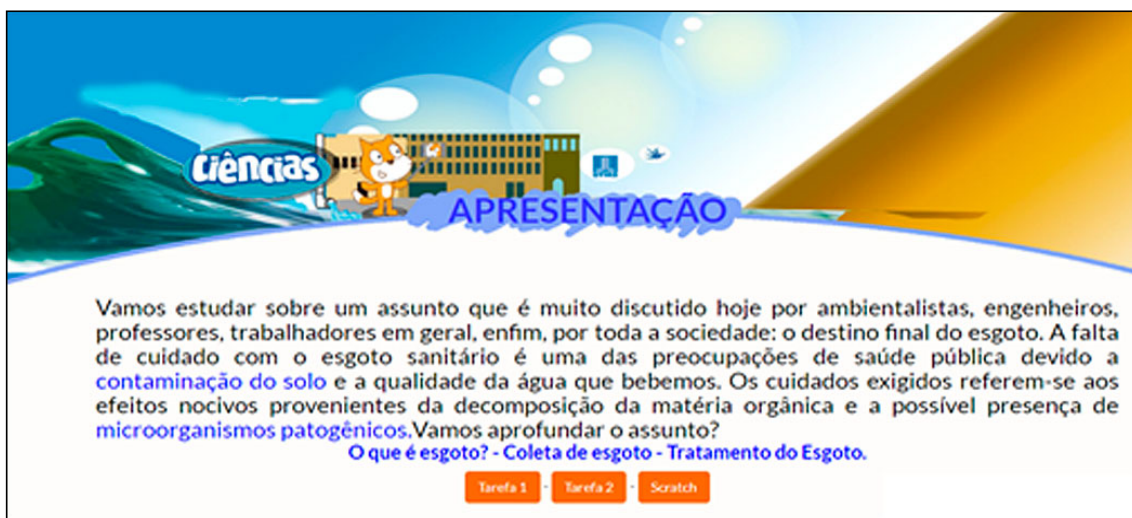 Ciências
APRESENTAÇÃO
Vamos estudar sobre um assunto que é muito discutido hoje por ambientalistas, engenheiros,
professores, trabalhadores em geral, enfim, por toda a sociedade: o destino final do esgoto. A falta
de cuidado com o esgoto sanitário é uma das preocupações de saúde pública devido a
contaminação do solo e a qualidade da água que bebemos. Os cuidados exigidos referem-se aos
efeitos nocivos provenientes da decomposição da matéria orgânica e a possível presença de
microorganismos patogênicos.Vamos aprofundar o assunto?
O que é esgoto? - Coleta de esgoto - Tratamento do Esgoto.
Tarefa 1 - Tarefa 2 - Scratch